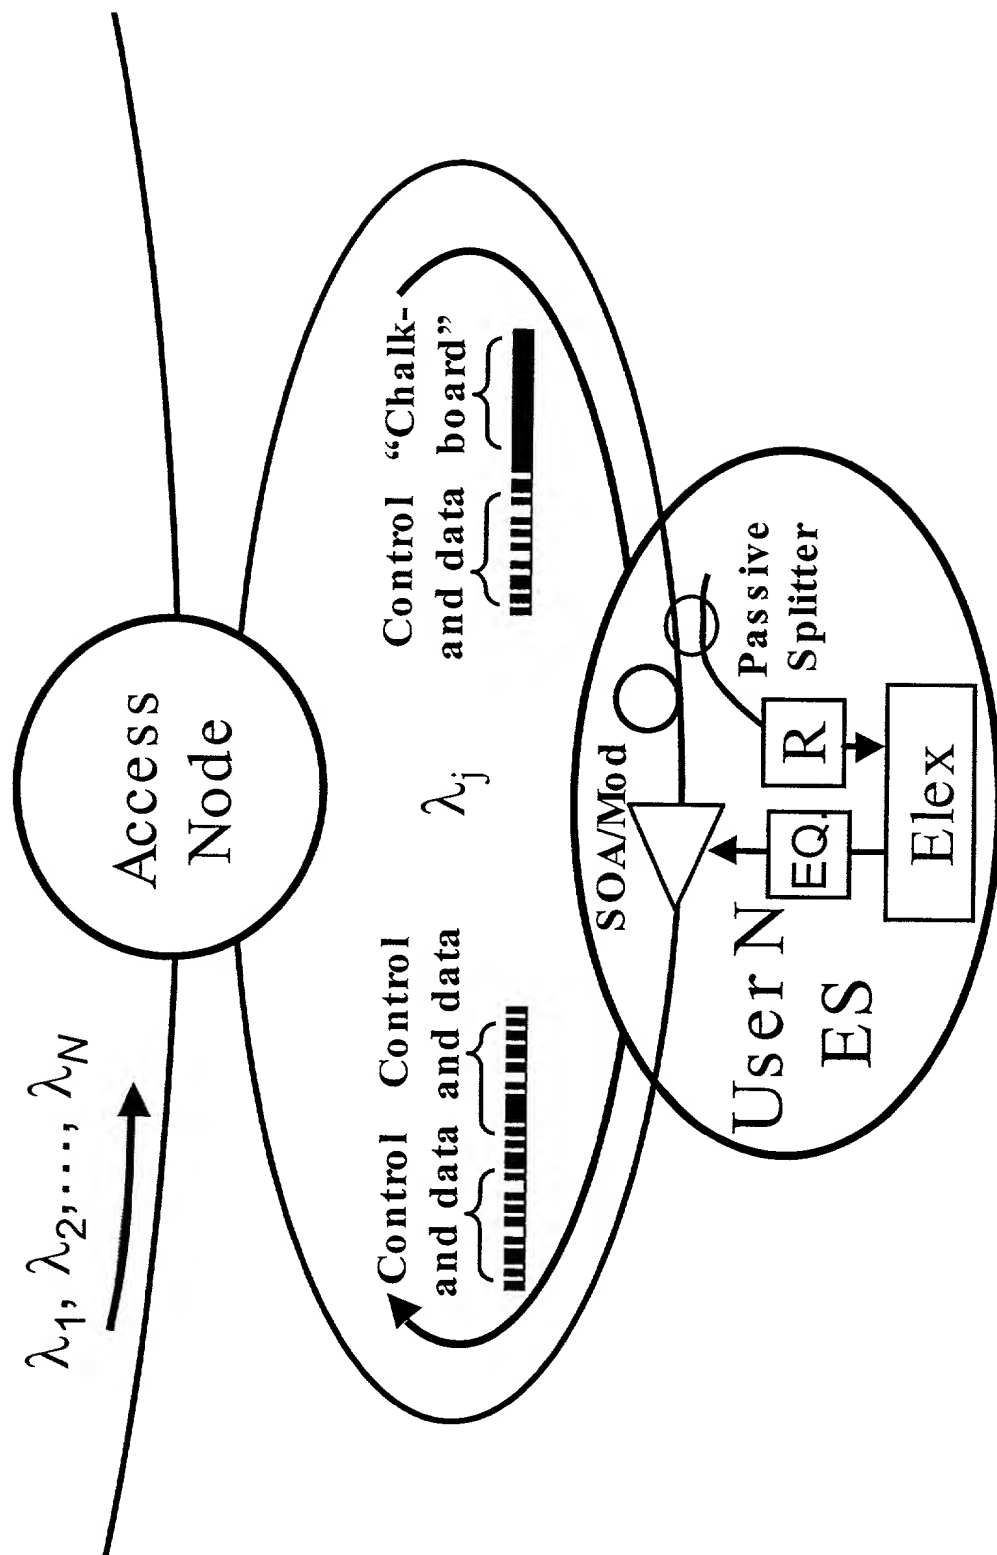 λ1, λ2,..., λN
Access
Node
Control
and data
Control
and data
λj
Control
and data
“Chalk-
board”
SOA/Mod
User N
ES
EQ.
R
Passive
Splitter
Elex